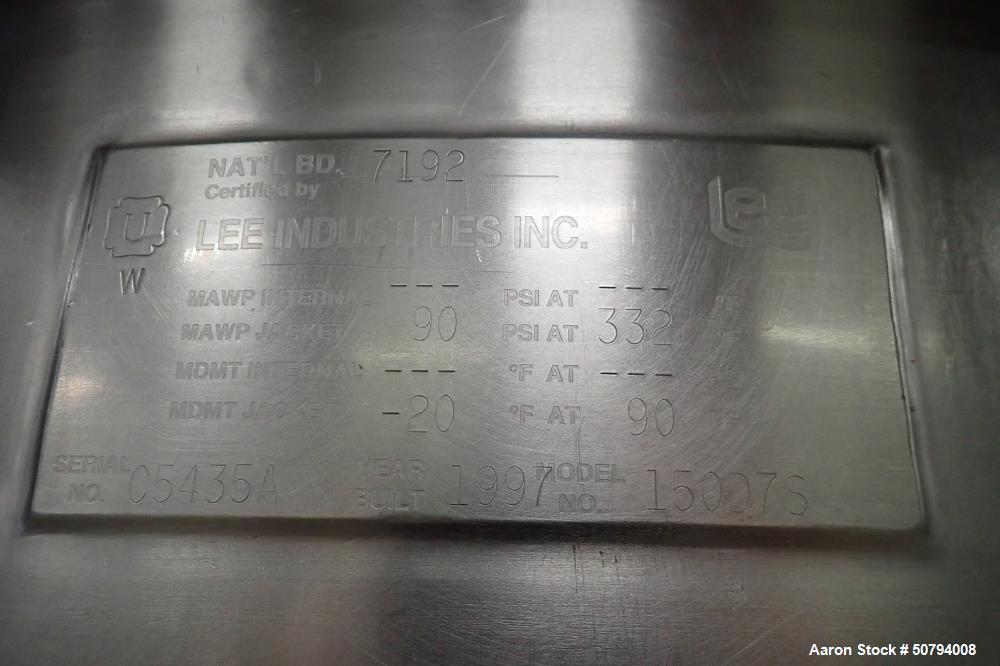 NAT'L BD. 7192
Certified by
U
LEE INDUSTRIES INC.
Lee
W
MAWP INTERNAL --- PSI AT --- °F
MAWP JACKET 90 PSI AT 332 °F
MDMT INTERNAL --- °F AT ---
MDMT JACKET -20 °F AT 90
SERIAL NO. C5435A YEAR BUILT 1997 MODEL NO. 150D7S
Aaron Stock # 50794008